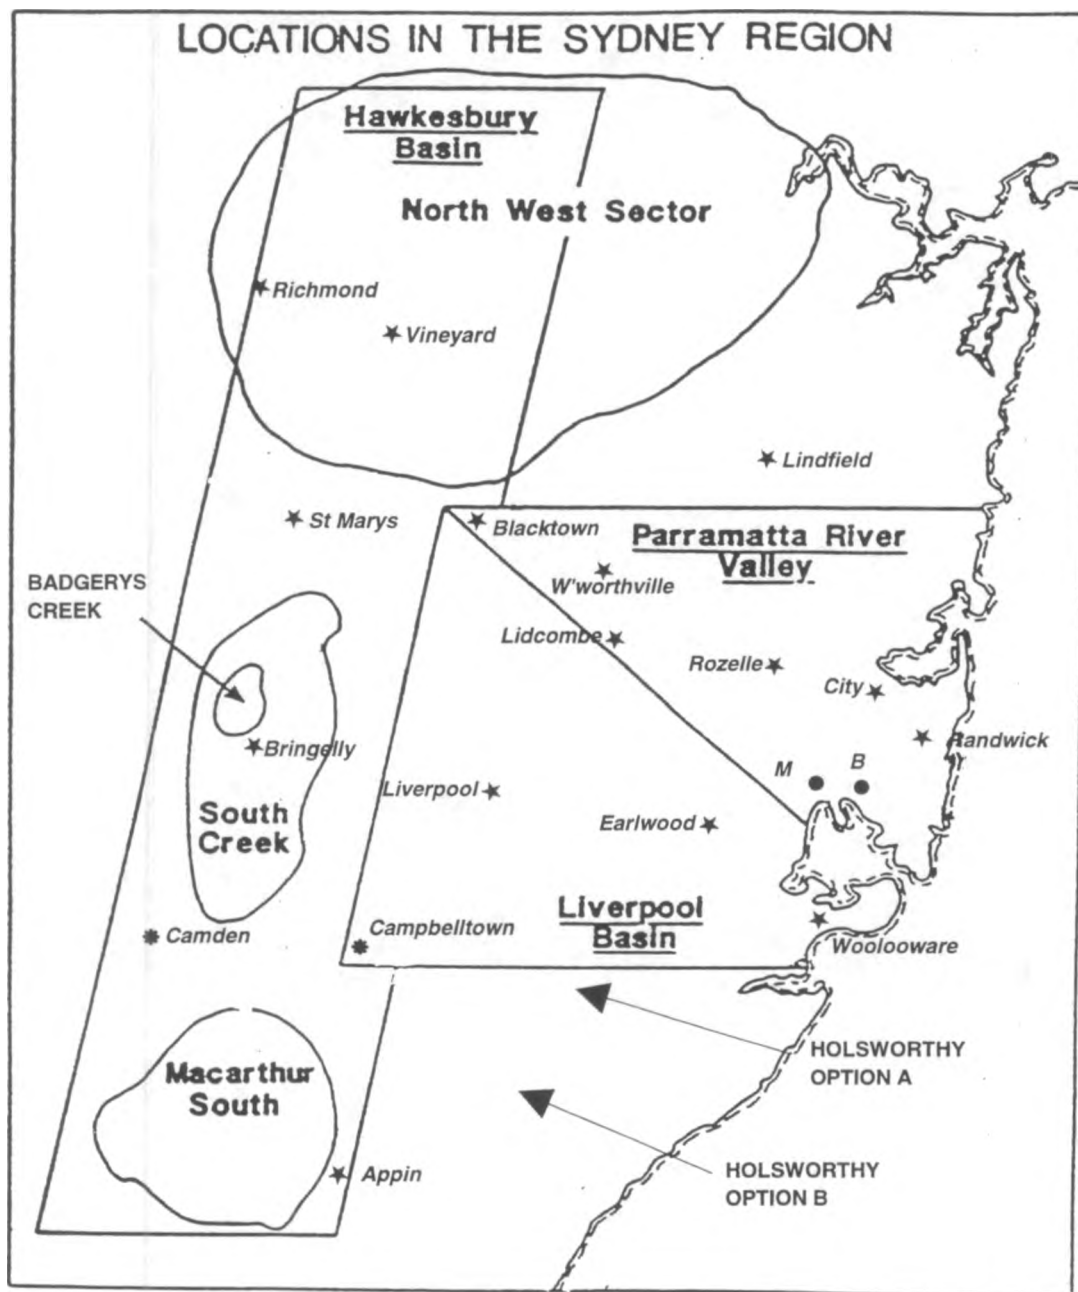 LOCATIONS IN THE SYDNEY REGION
Hawkesbury
Basin
North West Sector
Richmond
Vineyard
Lindfield
St Marys
Blacktown
Parramatta River
Valley
W'worthville
BADGERYS
CREEK
Lidcombe
Rozelle
City
Randwick
Bringelly
M
B
Liverpool
South
Creek
Earlwood
Liverpool
Basin
Campbelltown
Camden
Woolooware
HOLSWORTHY
OPTION A
Macarthur
South
Appin
HOLSWORTHY
OPTION B